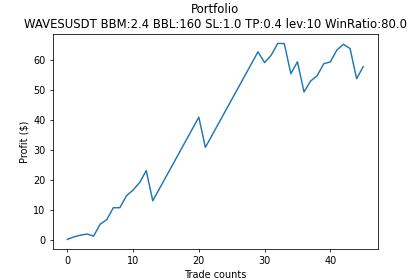 Portfolio
WAVESUSDT BBM:2.4 BBL:160 SL:1.0 TP:0.4 lev:10 WinRatio:80.0
Profit ($)
60
50
40
30
20
10
0
0 10 20 30 40
Trade counts